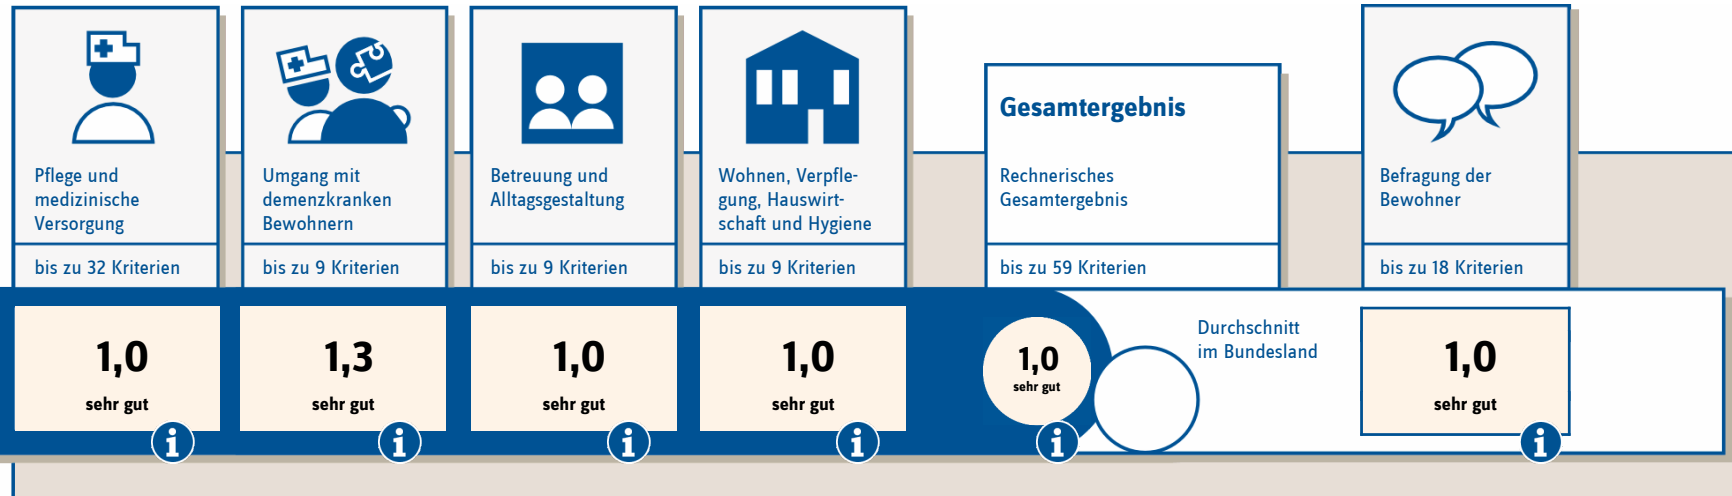 Pflege und
medizinische
Versorgung
bis zu 32 Kriterien
1,0
sehr gut
i
Umgang mit
demenzkranken
Bewohnern
bis zu 9 Kriterien
1,3
sehr gut
i
Betreuung und
Alltagsgestaltung
bis zu 9 Kriterien
1,0
sehr gut
i
Wohnen, Verpfle-
gung, Hauswirt-
schaft und Hygiene
bis zu 9 Kriterien
1,0
sehr gut
i
Gesamtergebnis
Rechnerisches
Gesamtergebnis
bis zu 59 Kriterien
1,0
sehr gut
i
Durchschnitt
im Bundesland
Befragung der
Bewohner
bis zu 18 Kriterien
1,0
sehr gut
i